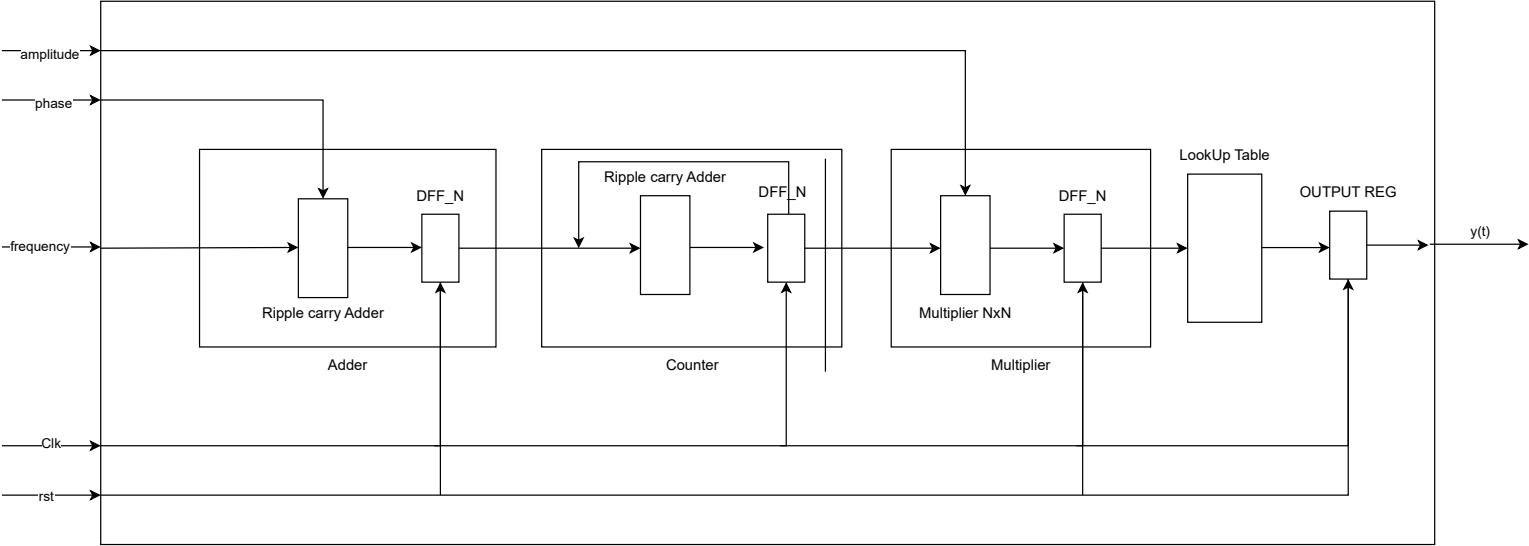 amplitude
phase
LookUp Table
Ripple carry Adder
DFF_N
DFF_N
DFF_N
OUTPUT REG
frequency
y(t)
Ripple carry Adder
Multiplier NxN
Adder
Counter
Multiplier
Clk
rst